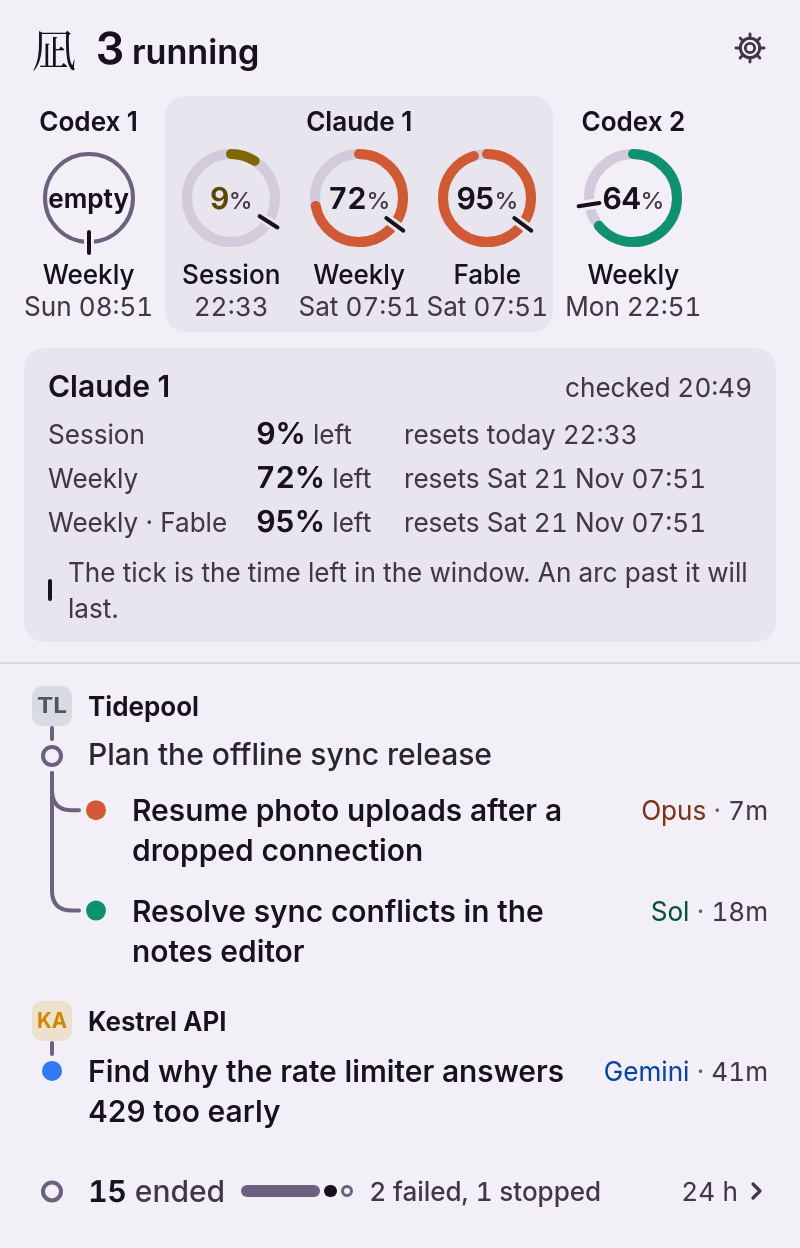 凪 3 running
Codex 1
Claude 1
Codex 2
empty
9%
72%
95%
64%
Weekly
Session
Weekly
Fable
Weekly
Sun 08:51
22:33
Sat 07:51
Sat 07:51
Mon 22:51
Claude 1 checked 20:49
Session 9% left resets today 22:33
Weekly 72% left resets Sat 21 Nov 07:51
Weekly · Fable 95% left resets Sat 21 Nov 07:51
The tick is the time left in the window. An arc past it will
last.
TL Tidepool
Plan the offline sync release
Resume photo uploads after a Opus · 7m
dropped connection
Resolve sync conflicts in the Sol · 18m
notes editor
KA Kestrel API
Find why the rate limiter answers Gemini · 41m
429 too early
15 ended 2 failed, 1 stopped 24 h